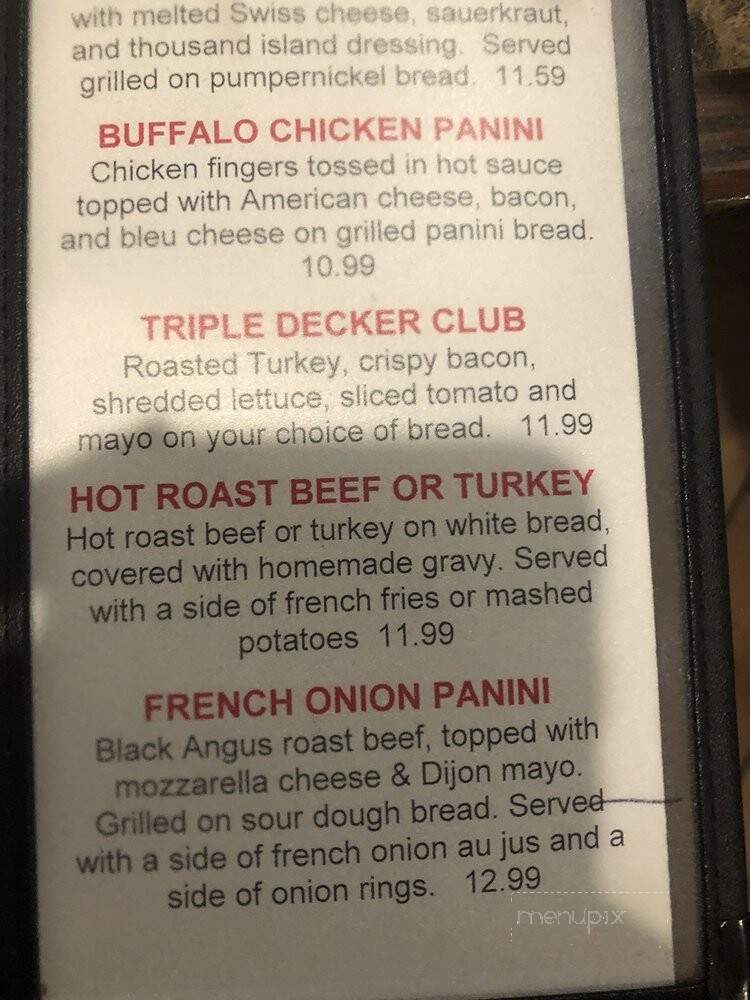 with melted Swiss cheese, sauerkraut,
and thousand island dressing. Served
grilled on pumpernickel bread. 11.59
BUFFALO CHICKEN PANINI
Chicken fingers tossed in hot sauce
topped with American cheese, bacon,
and bleu cheese on grilled panini bread.
10.99
TRIPLE DECKER CLUB
Roasted Turkey, crispy bacon,
shredded lettuce, sliced tomato and
mayo on your choice of bread. 11.99
HOT ROAST BEEF OR TURKEY
Hot roast beef or turkey on white bread,
covered with homemade gravy. Served
with a side of french fries or mashed
potatoes 11.99
FRENCH ONION PANINI
Black Angus roast beef, topped with
mozzarella cheese & Dijon mayo.
Grilled on sour dough bread. Served
with a side of french onion au jus and a
side of onion rings. 12.99
menupix